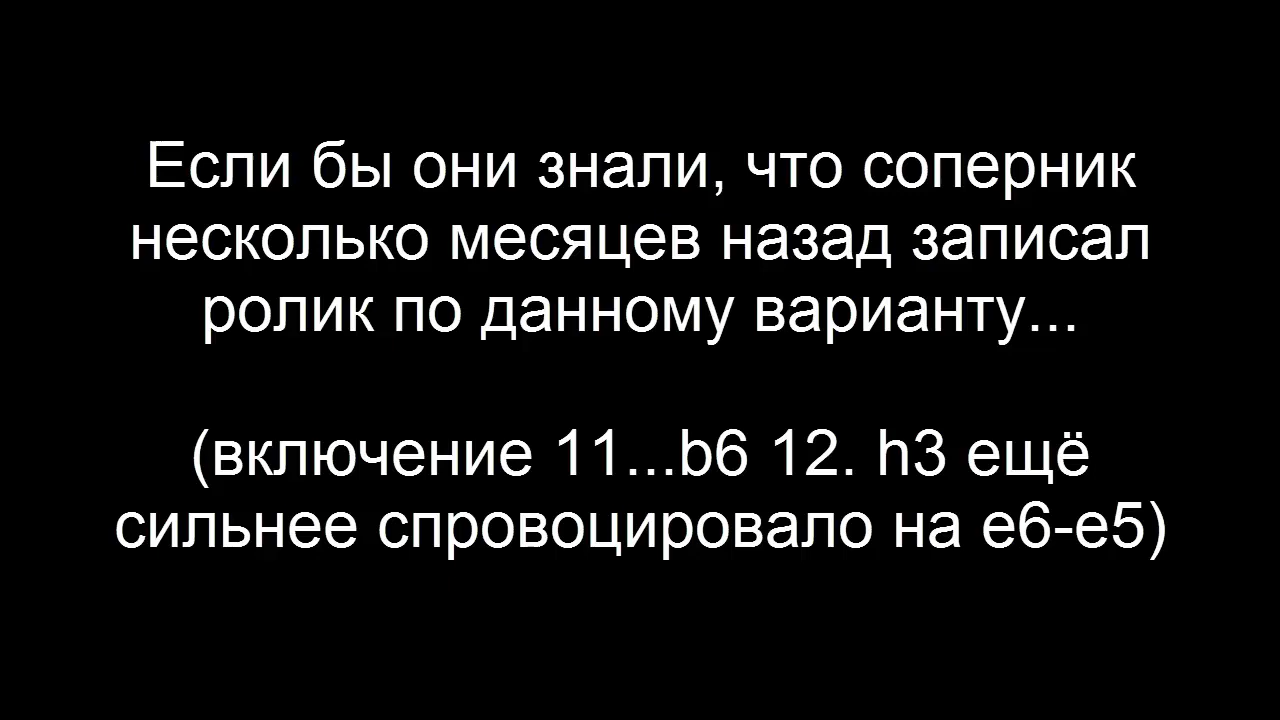 Если бы они знали, что соперник
несколько месяцев назад записал
ролик по данному варианту...
(включение 11...b6 12. h3 ещё
сильнее спровоцировало на e6-e5)